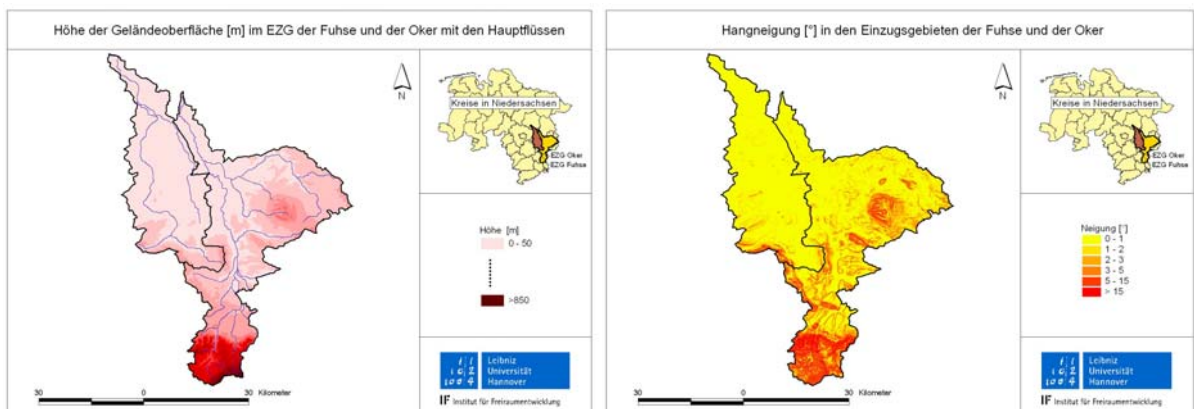 Höhe der Geländeoberfläche [m] im EZG der Fuhse und der Oker mit den Hauptflüssen
N
Kreise in Niedersachsen
EZG Oker
EZG Fuhse
Höhe [m]
0 - 50
>850
30 0 30 Kilometer
Leibniz
Universität
Hannover
IF Institut für Freiraumentwicklung
Hangneigung [°] in den Einzugsgebieten der Fuhse und der Oker
N
Kreise in Niedersachsen
EZG Oker
EZG Fuhse
Neigung [°]
0 - 1
1 - 2
2 - 3
3 - 5
5 - 15
> 15
30 0 30 Kilometer
Leibniz
Universität
Hannover
IF Institut für Freiraumentwicklung